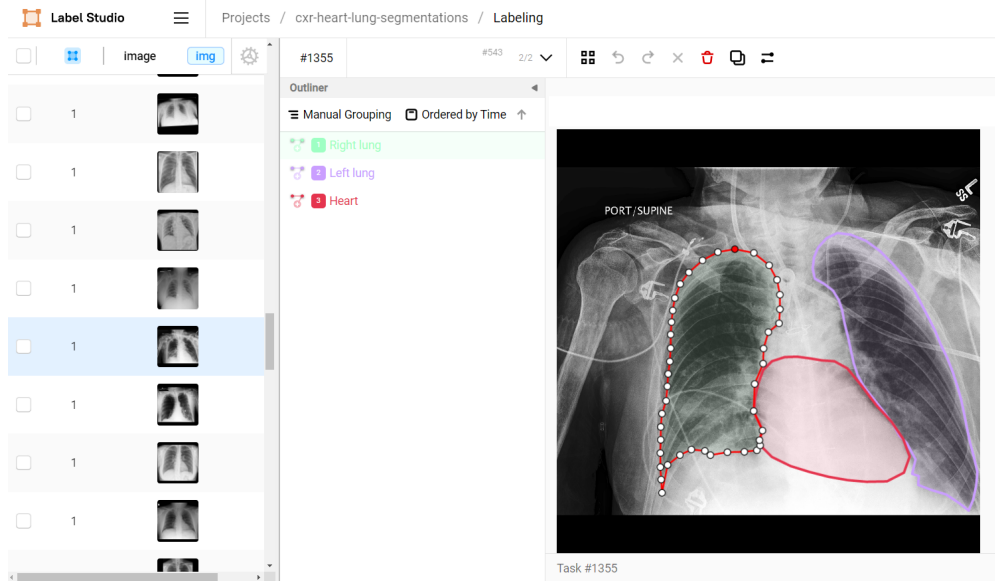 Label Studio
Projects / cxr-heart-lung-segmentations / Labeling
image img
#1355
#543
2/2
Outliner
Manual Grouping Ordered by Time
1 Right lung
2 Left lung
3 Heart
1
1
1
1
1
1
1
1
PORT/SUPINE
Task #1355